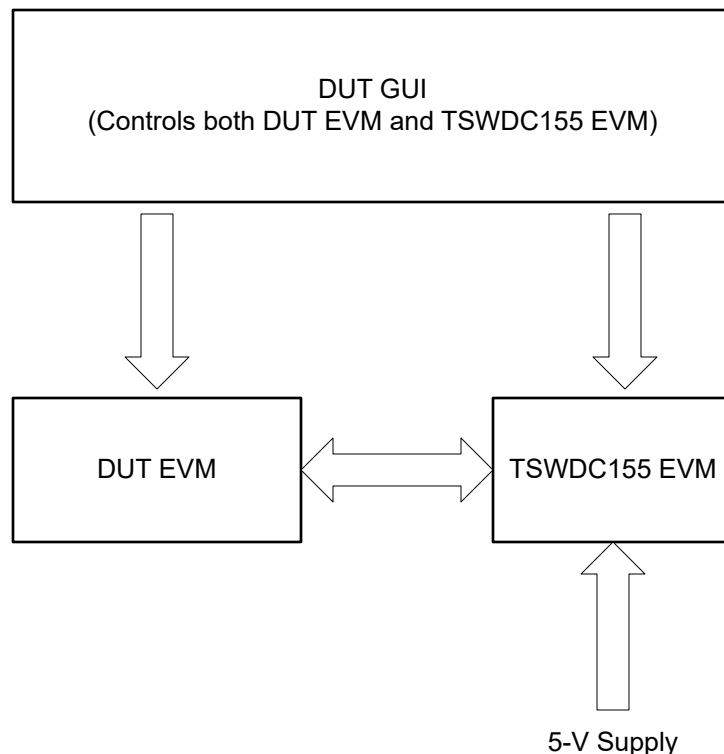 DUT GUI
(Controls both DUT EVM and TSWDC155 EVM)
DUT EVM
TSWDC155 EVM
5-V Supply